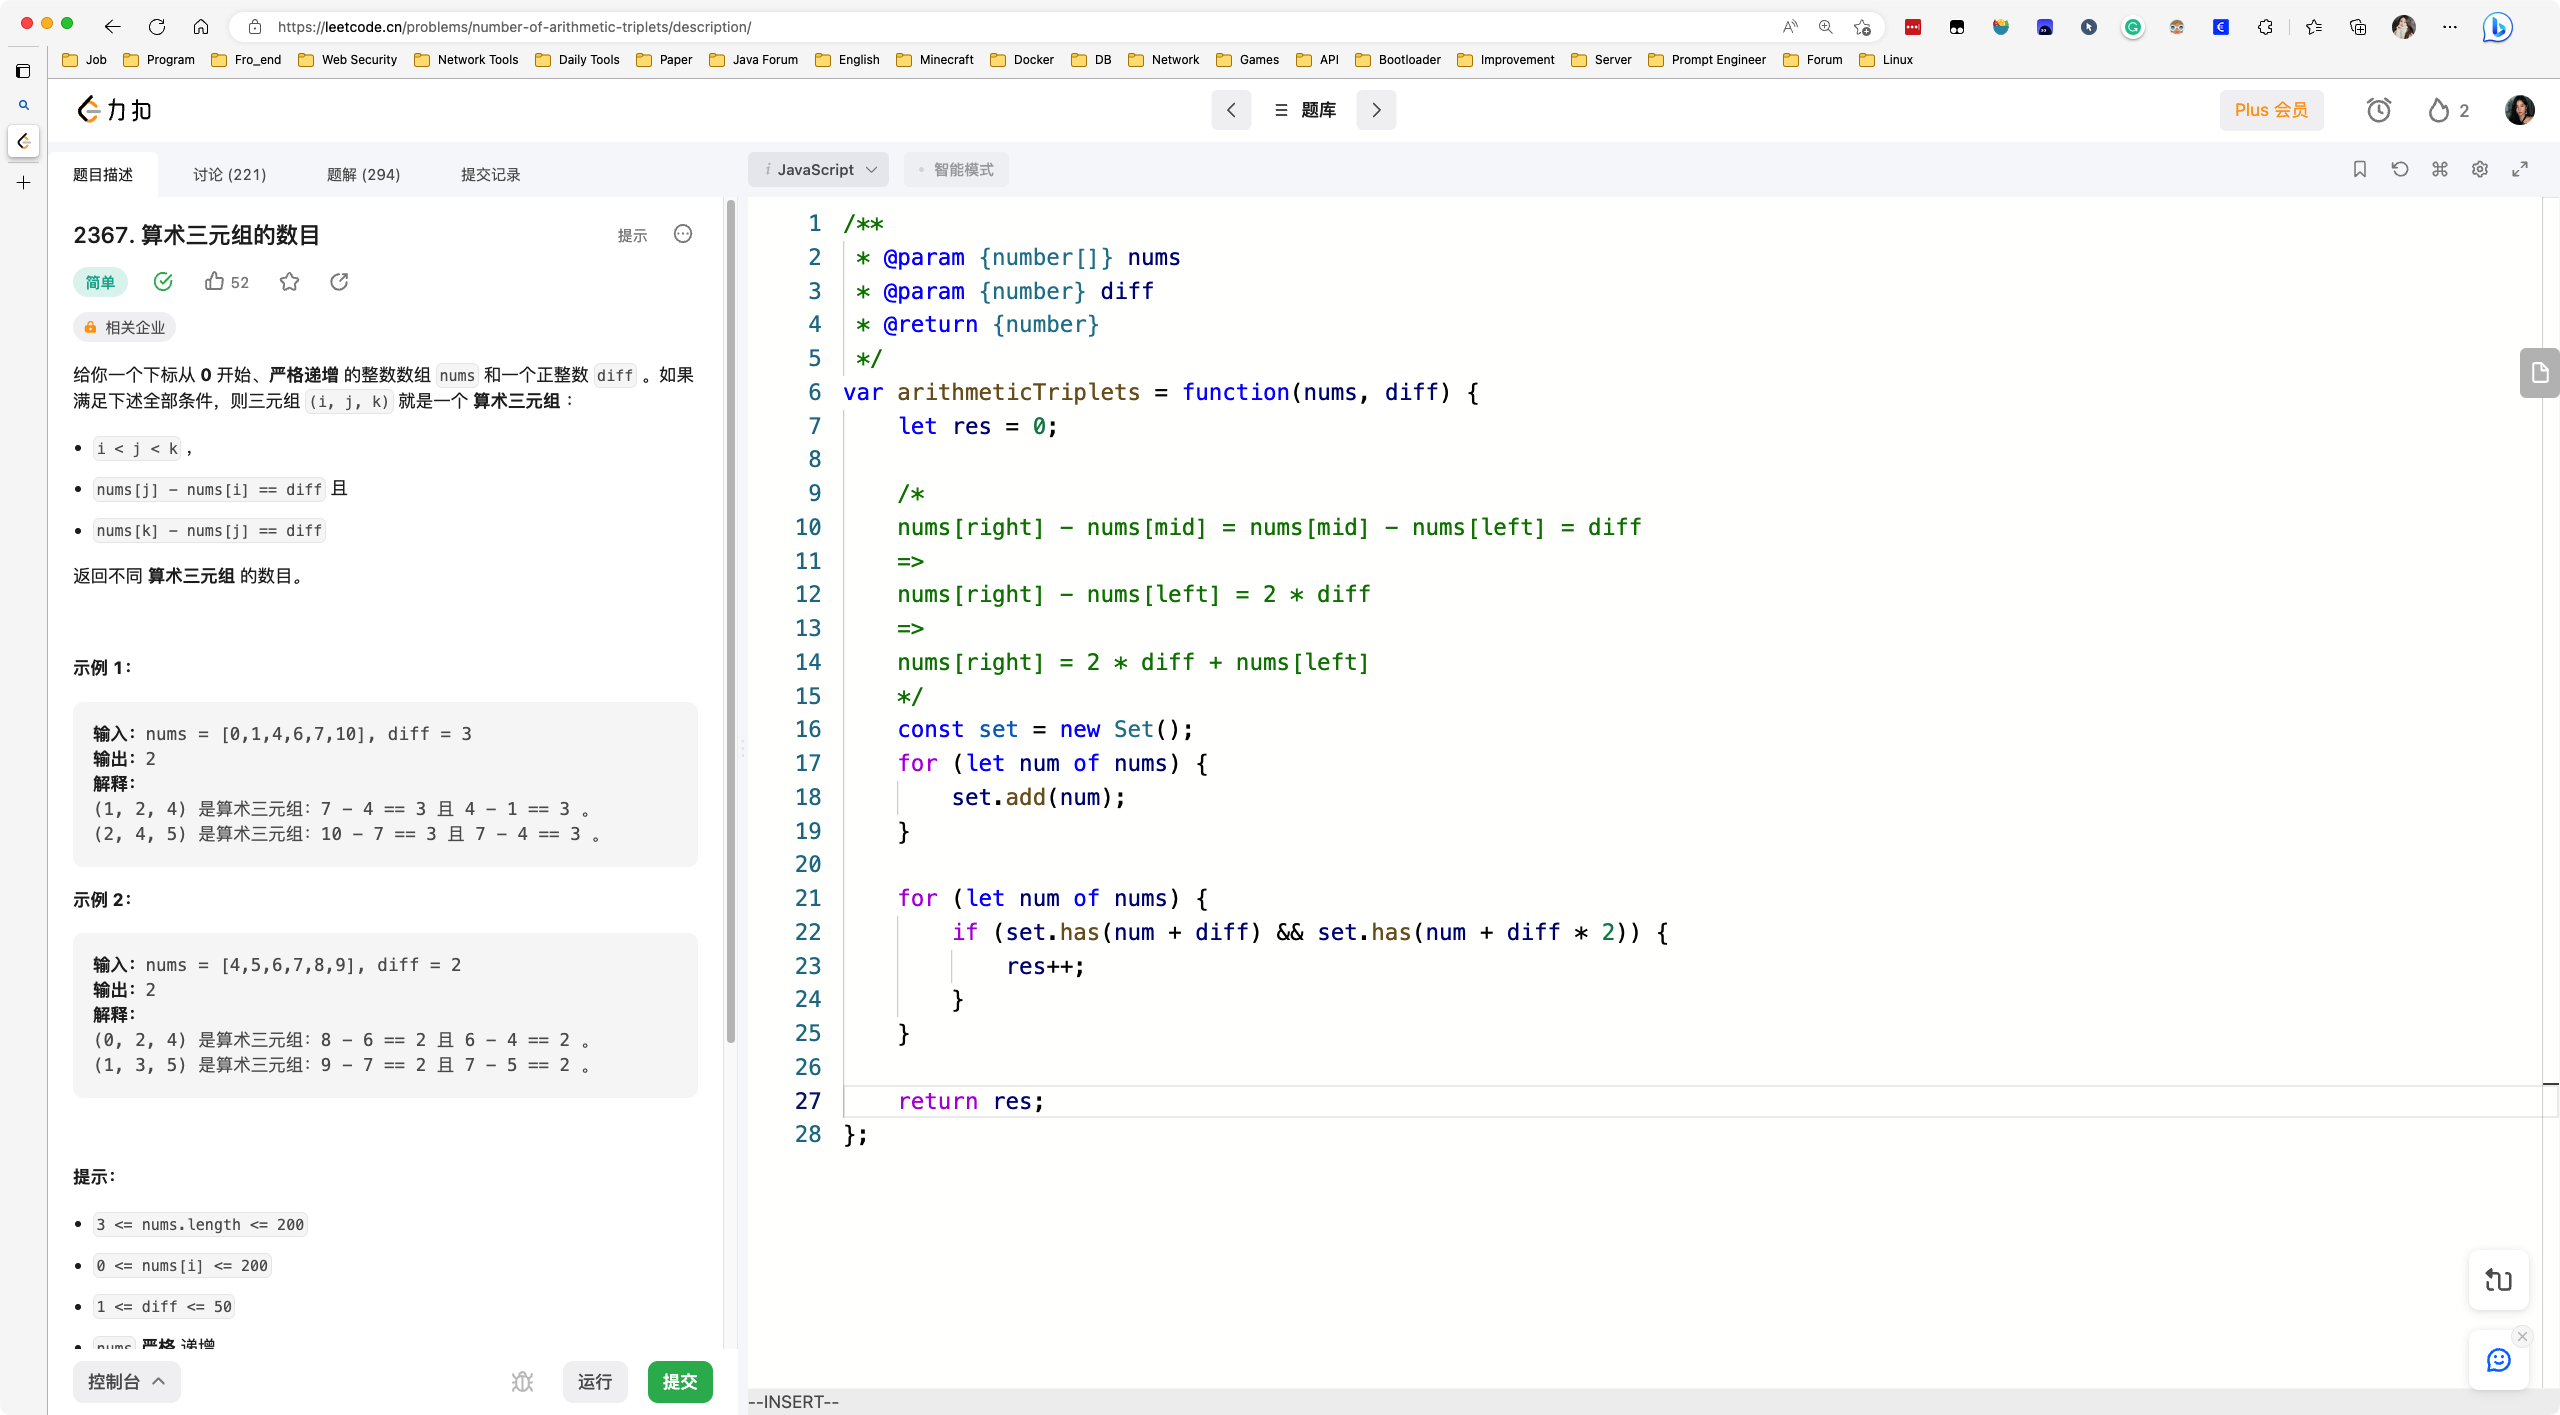 https://leetcode.cn/problems/number-of-arithmetic-triplets/description/
Job Program Fro_end Web Security Network Tools Daily Tools Paper Java Forum English Minecraft Docker DB Network Games API Bootloader Improvement Server Prompt Engineer Forum Linux
力扣
题库
Plus 会员
2
题目描述 讨论 (221) 题解 (294) 提交记录
2367. 算术三元组的数目
提示
简单
52
相关企业
给你一个下标从 0 开始、严格递增 的整数数组 nums 和一个正整数 diff 。如果
满足下述全部条件，则三元组 (i, j, k) 就是一个 算术三元组 ：
i < j < k ，
nums[j] - nums[i] == diff 且
nums[k] - nums[j] == diff
返回不同 算术三元组 的数目。
示例 1：
输入：nums = [0,1,4,6,7,10], diff = 3
输出：2
解释：
(1, 2, 4) 是算术三元组：7 - 4 == 3 且 4 - 1 == 3 。
(2, 4, 5) 是算术三元组：10 - 7 == 3 且 7 - 4 == 3 。
示例 2：
输入：nums = [4,5,6,7,8,9], diff = 2
输出：2
解释：
(0, 2, 4) 是算术三元组：8 - 6 == 2 且 6 - 4 == 2 。
(1, 3, 5) 是算术三元组：9 - 7 == 2 且 7 - 5 == 2 。
提示：
3 <= nums.length <= 200
0 <= nums[i] <= 200
1 <= diff <= 50
nums 严格 递增
控制台
运行
提交
i JavaScript
智能模式
1 /**
2 * @param {number[]} nums
3 * @param {number} diff
4 * @return {number}
5 */
6 var arithmeticTriplets = function(nums, diff) {
7 let res = 0;
8
9 /*
10 nums[right] - nums[mid] = nums[mid] - nums[left] = diff
11 =>
12 nums[right] - nums[left] = 2 * diff
13 =>
14 nums[right] = 2 * diff + nums[left]
15 */
16 const set = new Set();
17 for (let num of nums) {
18 set.add(num);
19 }
20
21 for (let num of nums) {
22 if (set.has(num + diff) && set.has(num + diff * 2)) {
23 res++;
24 }
25 }
26
27 return res;
28 };
--INSERT--